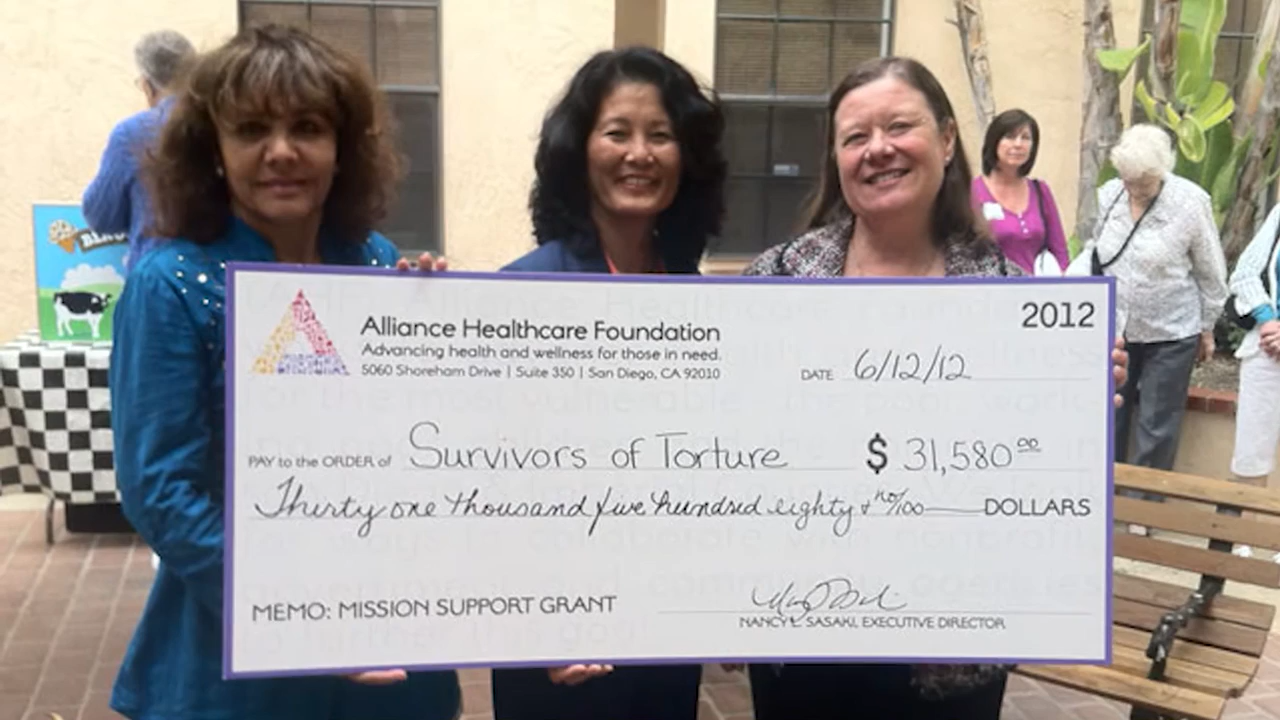 2012
Alliance Healthcare Foundation
Advancing health and wellness for those in need.
5060 Shoreham Drive | Suite 350 | San Diego, CA 92010
DATE 6/12/12
PAY to the ORDER of Survivors of Torture $ 31,580.00
Thirty one thousand five hundred eighty & no/100 DOLLARS
MEMO: MISSION SUPPORT GRANT
NANCY L. SASAKI, EXECUTIVE DIRECTOR